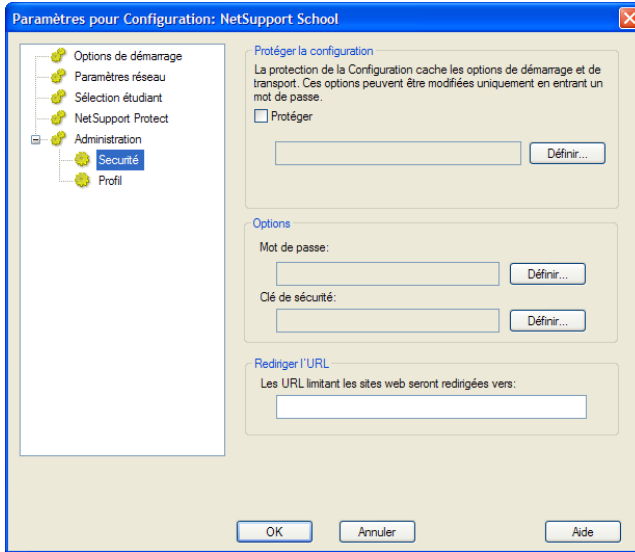 Paramètres pour Configuration: NetSupport School
Options de démarrage
Paramètres réseau
Sélection étudiant
NetSupport Protect
Administration
Securité
Profil
Protéger la configuration
La protection de la Configuration cache les options de démarrage et de
transport. Ces options peuvent être modifiées uniquement en entrant un
mot de passe.
Protéger
Définir...
Options
Mot de passe:
Définir...
Clé de sécurité:
Définir...
Rediriger l'URL
Les URL limitant les sites web seront redirigées vers:
OK
Annuler
Aide